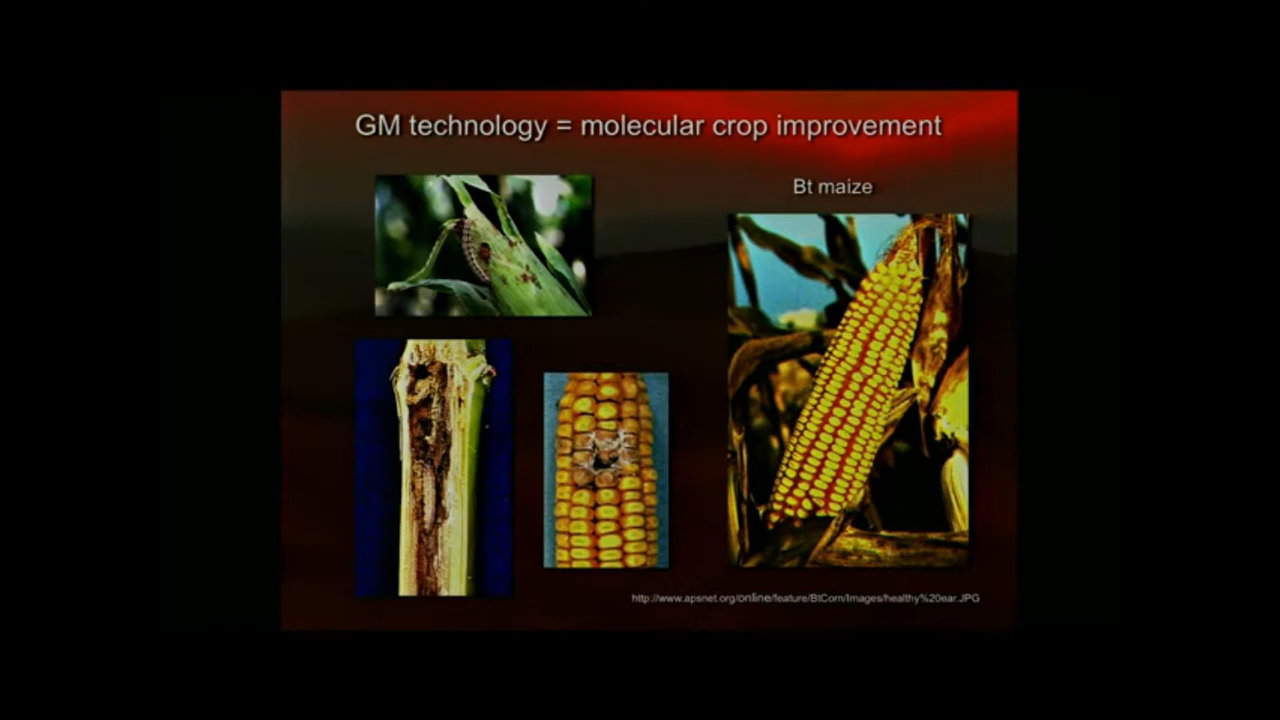 GM technology = molecular crop improvement
Bt maize
http://www.apsnet.org/online/feature/BtCorn/Images/healthy%20ear.JPG